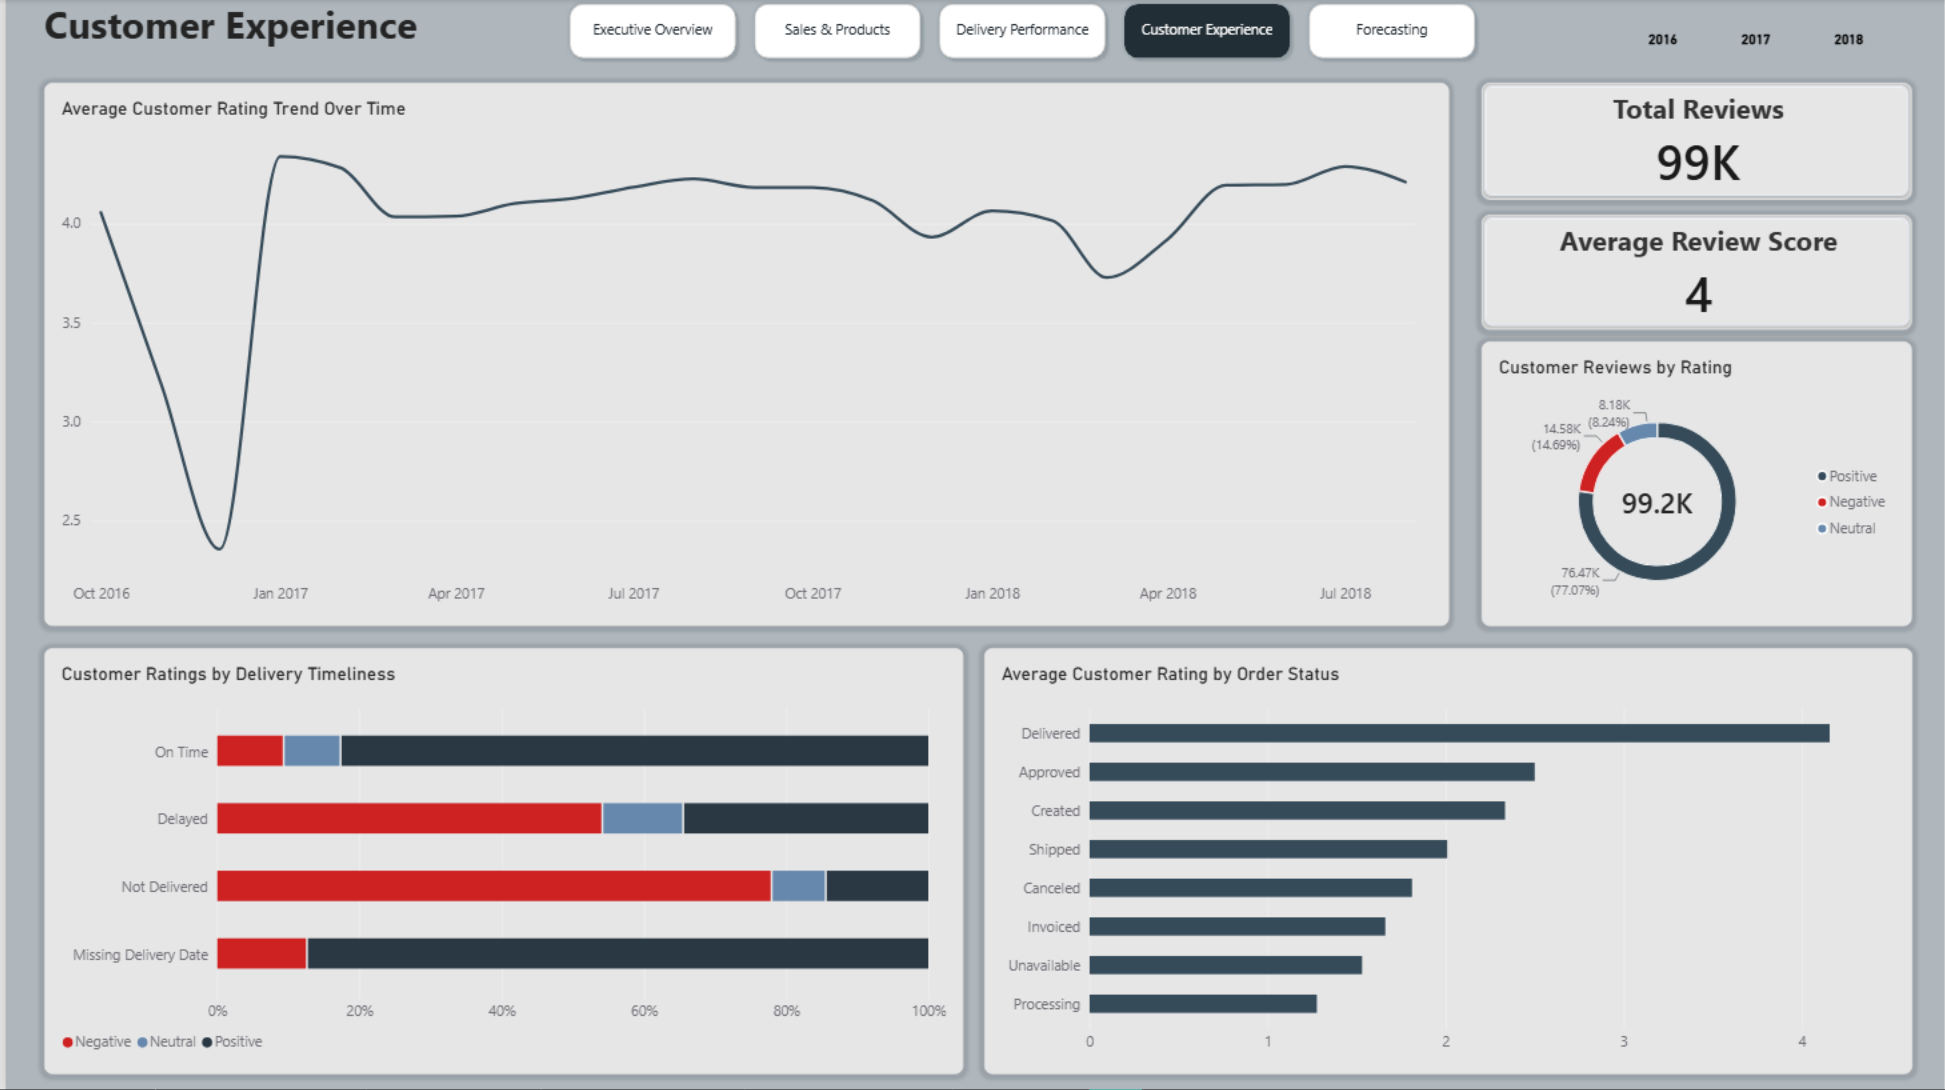 Customer Experience
Executive Overview
Sales & Products
Delivery Performance
Customer Experience
Forecasting
2016
2017
2018
Average Customer Rating Trend Over Time
4.0
3.5
3.0
2.5
Oct 2016
Jan 2017
Apr 2017
Jul 2017
Oct 2017
Jan 2018
Apr 2018
Jul 2018
Total Reviews
99K
Average Review Score
4
Customer Reviews by Rating
8.18K
(8.24%)
14.58K
(14.69%)
99.2K
76.47K
(77.07%)
Positive
Negative
Neutral
Customer Ratings by Delivery Timeliness
On Time
Delayed
Not Delivered
Missing Delivery Date
0%
20%
40%
60%
80%
100%
Negative
Neutral
Positive
Average Customer Rating by Order Status
Delivered
Approved
Created
Shipped
Canceled
Invoiced
Unavailable
Processing
0
1
2
3
4